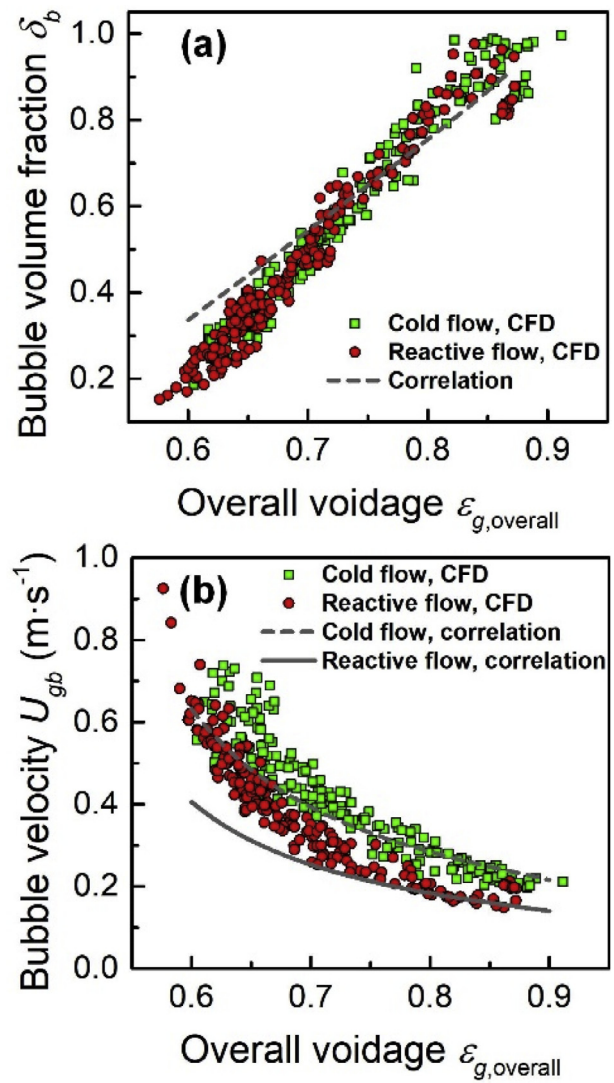 (a)
Bubble volume fraction δb
1.0
0.8
0.6
0.4
0.2
Cold flow, CFD
Reactive flow, CFD
Correlation
0.6 0.7 0.8 0.9
Overall voidage εg,overall
(b)
Bubble velocity Ugb (m·s⁻¹)
1.0
0.8
0.6
0.4
0.2
0.0
Cold flow, CFD
Reactive flow, CFD
Cold flow, correlation
Reactive flow, correlation
0.6 0.7 0.8 0.9
Overall voidage εg,overall